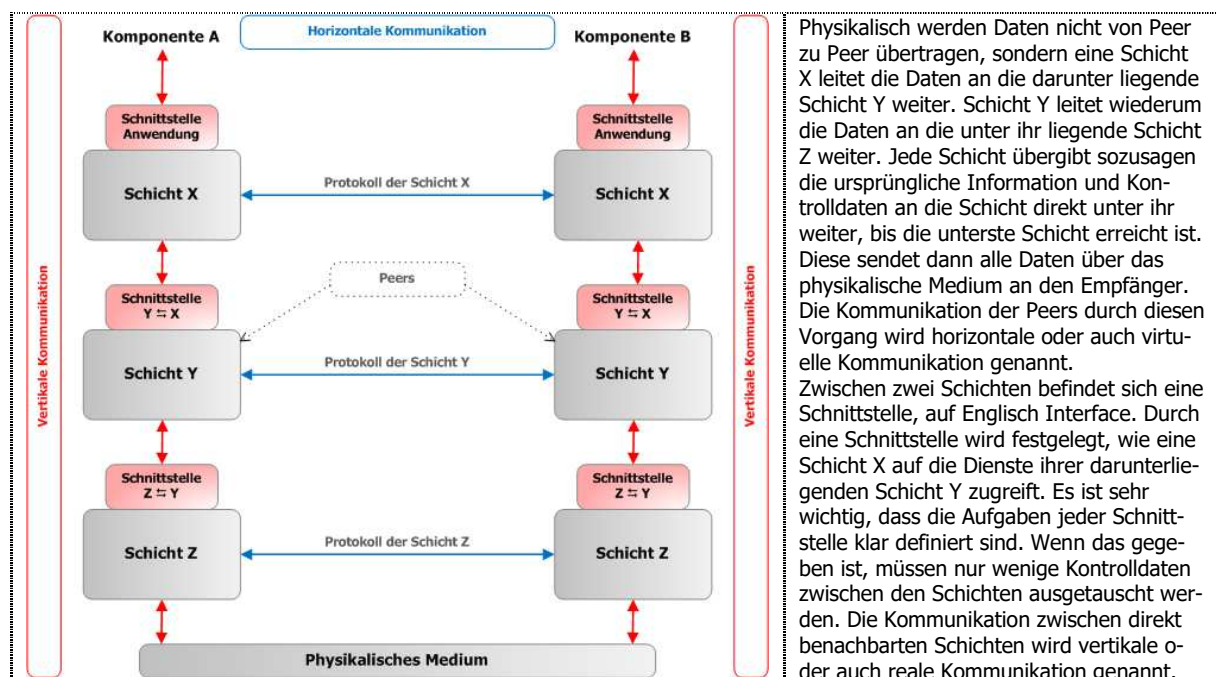 Komponente A
Horizontale Kommunikation
Komponente B
Schnittstelle
Anwendung
Schnittstelle
Anwendung
Schicht X
Protokoll der Schicht X
Schicht X
Vertikale Kommunikation
Peers
Vertikale Kommunikation
Schnittstelle
Y ⇆ X
Schnittstelle
Y ⇆ X
Schicht Y
Protokoll der Schicht Y
Schicht Y
Schnittstelle
Z ⇆ Y
Schnittstelle
Z ⇆ Y
Schicht Z
Protokoll der Schicht Z
Schicht Z
Physikalisches Medium
Physikalisch werden Daten nicht von Peer
zu Peer übertragen, sondern eine Schicht
X leitet die Daten an die darunter liegende
Schicht Y weiter. Schicht Y leitet wiederum
die Daten an die unter ihr liegende Schicht
Z weiter. Jede Schicht übergibt sozusagen
die ursprüngliche Information und Kon-
trolldaten an die Schicht direkt unter ihr
weiter, bis die unterste Schicht erreicht ist.
Diese sendet dann alle Daten über das
physikalische Medium an den Empfänger.
Die Kommunikation der Peers durch diesen
Vorgang wird horizontale oder auch virtu-
elle Kommunikation genannt.
Zwischen zwei Schichten befindet sich eine
Schnittstelle, auf Englisch Interface. Durch
eine Schnittstelle wird festgelegt, wie eine
Schicht X auf die Dienste ihrer darunterlie-
genden Schicht Y zugreift. Es ist sehr
wichtig, dass die Aufgaben jeder Schnitt-
stelle klar definiert sind. Wenn das gege-
ben ist, müssen nur wenige Kontrolldaten
zwischen den Schichten ausgetauscht wer-
den. Die Kommunikation zwischen direkt
benachbarten Schichten wird vertikale o-
der auch reale Kommunikation genannt.